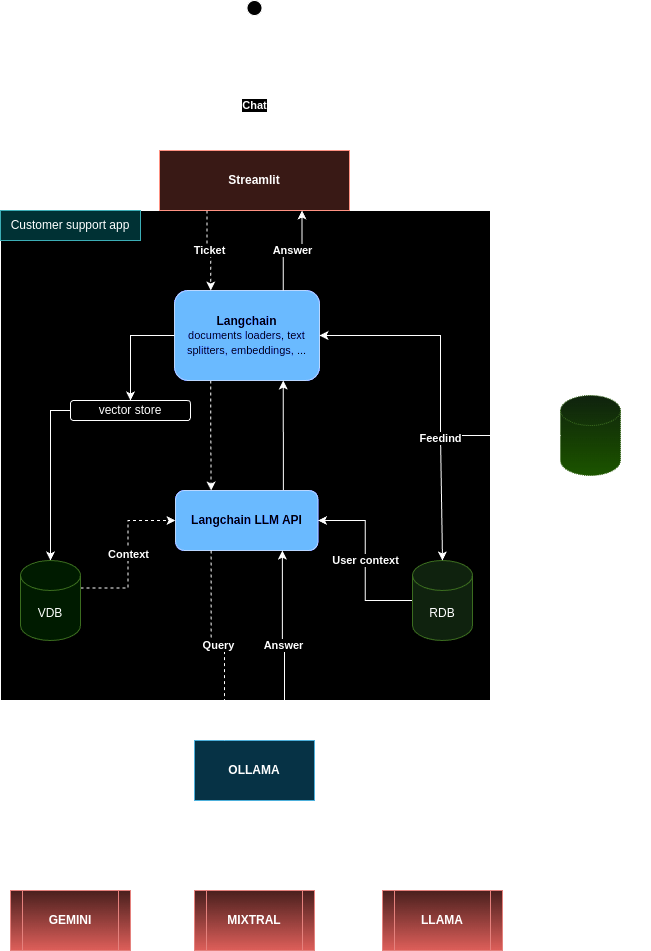 Chat
Streamlit
Customer support app
Ticket
Answer
Langchain
documents loaders, text
splitters, embeddings, ...
vector store
Feedind
Langchain LLM API
Context
User context
VDB
RDB
Query
Answer
OLLAMA
GEMINI
MIXTRAL
LLAMA